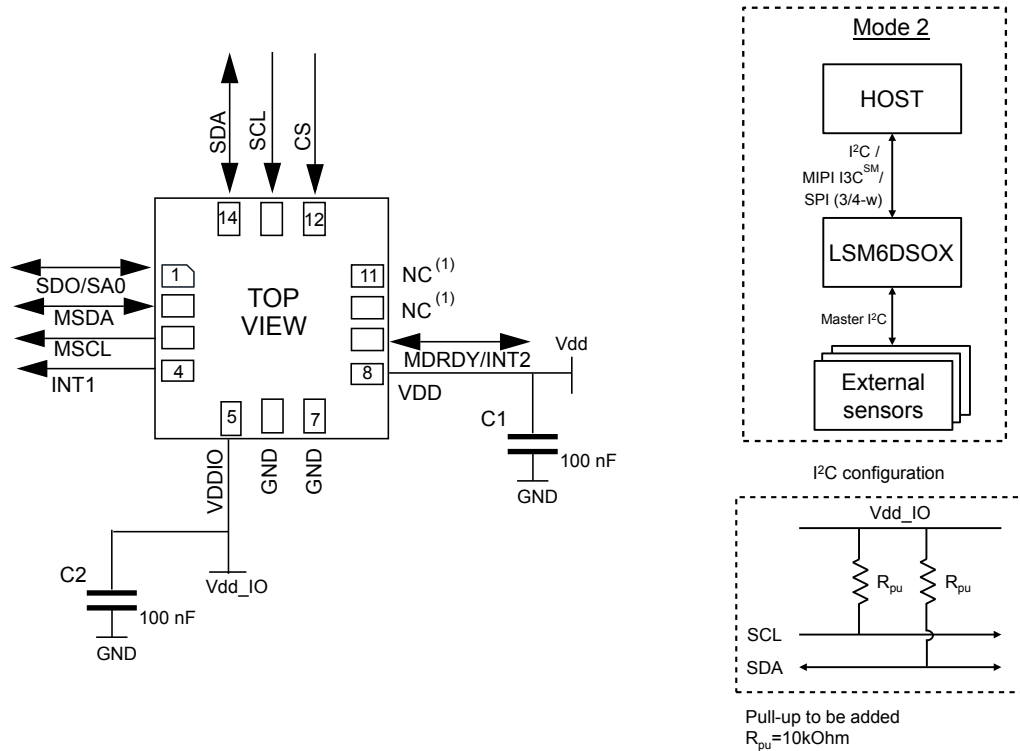 SDA
SCL
CS
14
12
1
11
NC (1)
SDO/SA0
NC (1)
MSDA
TOP
VIEW
MSCL
MDRDY/INT2
Vdd
4
8
INT1
VDD
5
7
C1
100 nF
GND
VDDIO
GND
GND
C2
Vdd_IO
100 nF
GND
Mode 2
HOST
I²C /
MIPI I3C SM/
SPI (3/4-w)
LSM6DSOX
Master I²C
External
sensors
I²C configuration
Vdd_IO
Rpu
Rpu
SCL
SDA
Pull-up to be added
Rpu=10kOhm